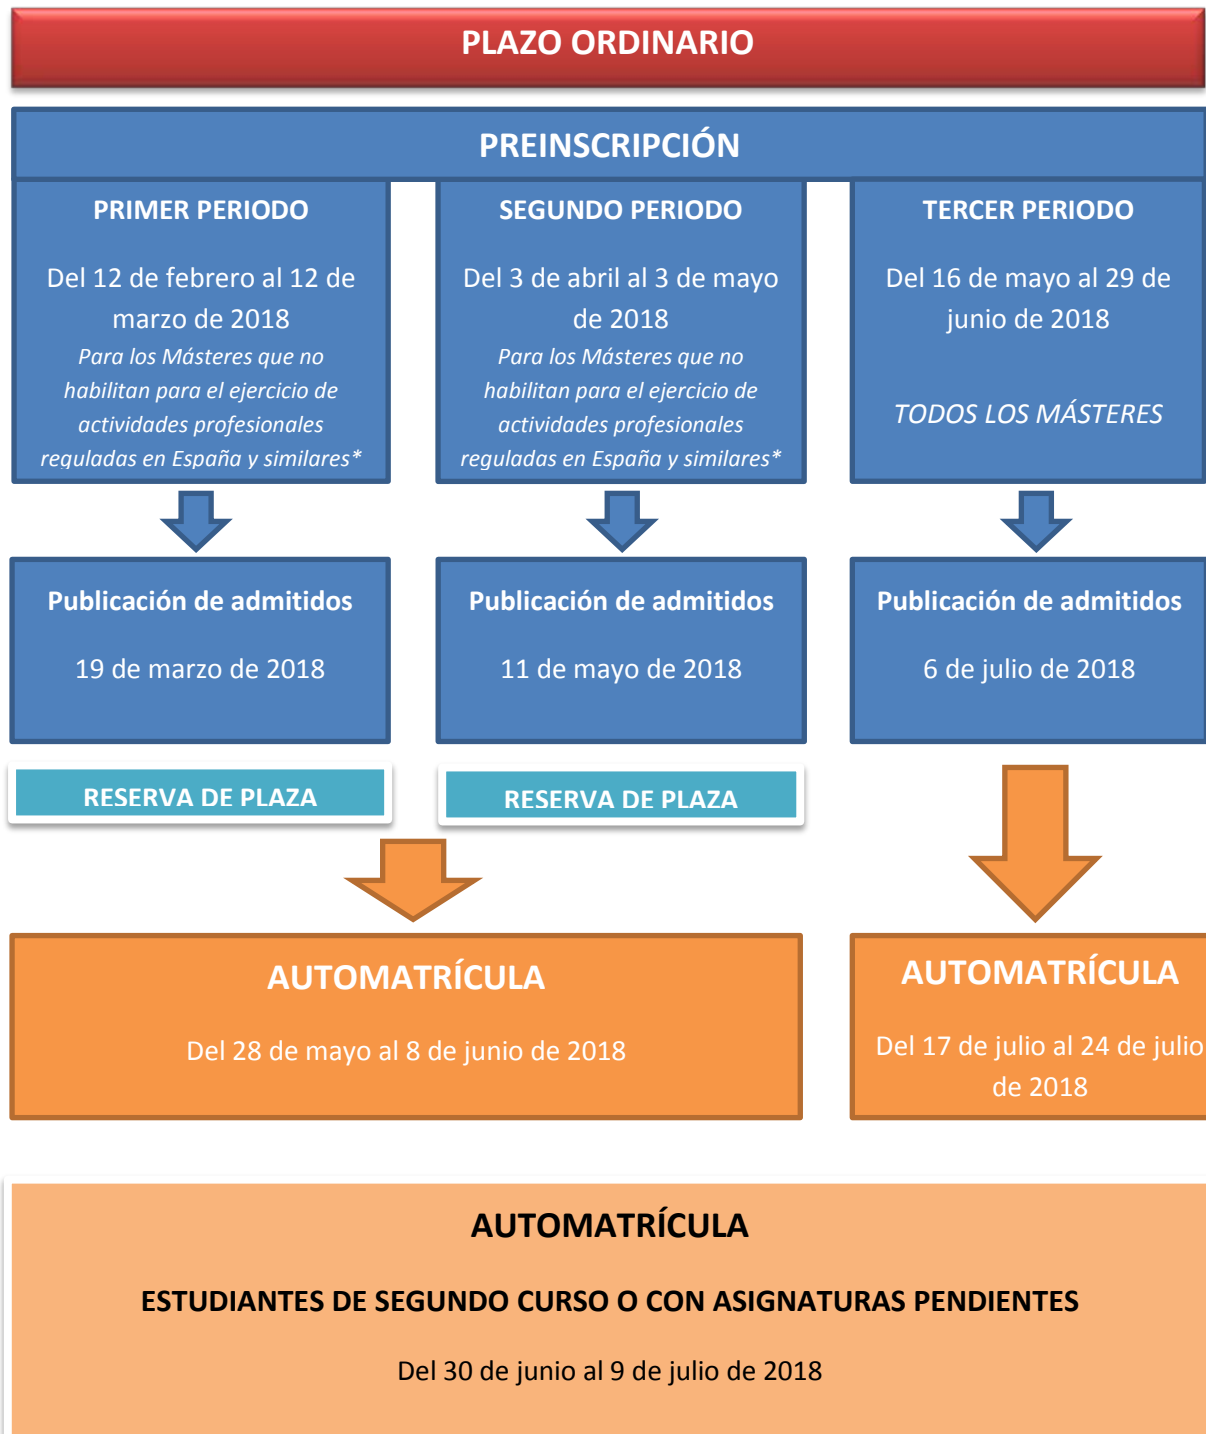 PLAZO ORDINARIO
PREINSCRIPCIÓN
PRIMER PERIODO
Del 12 de febrero al 12 de
marzo de 2018
Para los Másteres que no
habilitan para el ejercicio de
actividades profesionales
reguladas en España y similares*
SEGUNDO PERIODO
Del 3 de abril al 3 de mayo
de 2018
Para los Másteres que no
habilitan para el ejercicio de
actividades profesionales
reguladas en España y similares*
TERCER PERIODO
Del 16 de mayo al 29 de
junio de 2018
TODOS LOS MÁSTERES
Publicación de admitidos
19 de marzo de 2018
Publicación de admitidos
11 de mayo de 2018
Publicación de admitidos
6 de julio de 2018
RESERVA DE PLAZA
RESERVA DE PLAZA
AUTOMATRÍCULA
Del 28 de mayo al 8 de junio de 2018
AUTOMATRÍCULA
Del 17 de julio al 24 de julio
de 2018
AUTOMATRÍCULA
ESTUDIANTES DE SEGUNDO CURSO O CON ASIGNATURAS PENDIENTES
Del 30 de junio al 9 de julio de 2018